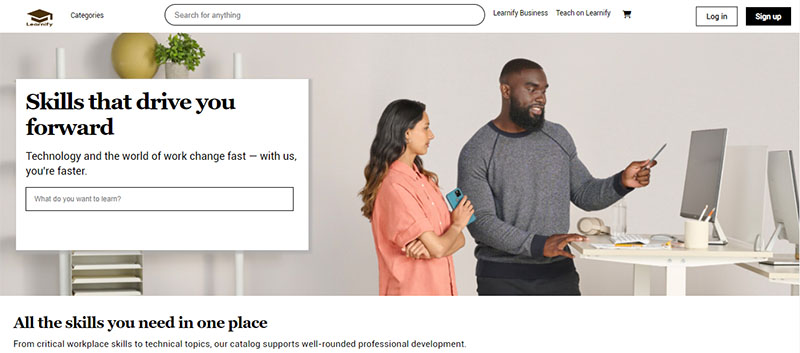 Learnify
Categories
Search for anything
Learnify Business
Teach on Learnify
Log in
Sign up
Skills that drive you
forward
Technology and the world of work change fast — with us,
you're faster.
What do you want to learn?
All the skills you need in one place
From critical workplace skills to technical topics, our catalog supports well-rounded professional development.